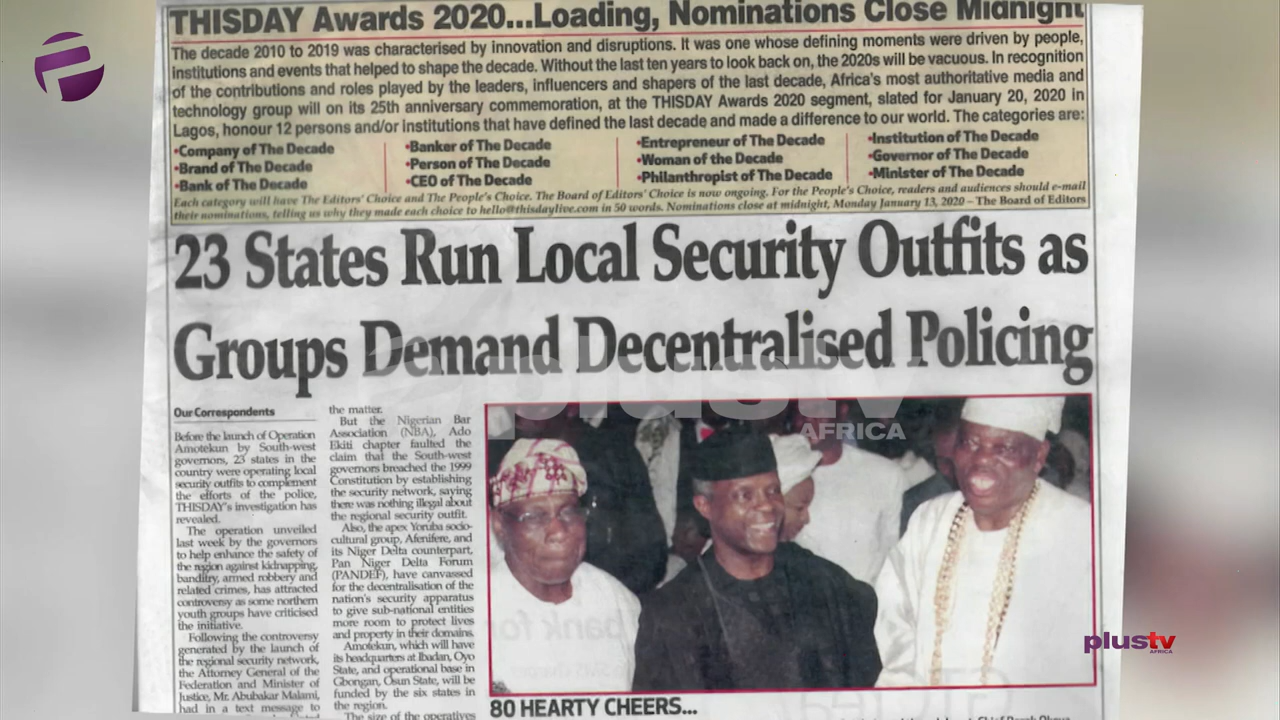 THISDAY Awards 2020...Loading, Nominations Close Midnight
The decade 2010 to 2019 was characterised by innovation and disruptions. It was one whose defining moments were driven by people,
institutions and events that helped to shape the decade. Without the last ten years to look back on, the 2020s will be vacuous. In recognition
of the contributions and roles played by the leaders, influencers and shapers of the last decade, Africa's most authoritative media and
technology group will on its 25th anniversary commemoration, at the THISDAY Awards 2020 segment, slated for January 20, 2020 in
Lagos, honour 12 persons and/or institutions that have defined the last decade and made a difference to our world. The categories are:
•Company of The Decade
•Brand of The Decade
•Bank of The Decade
•Banker of The Decade
•Person of The Decade
•CEO of The Decade
•Entrepreneur of The Decade
•Woman of the Decade
•Philanthropist of The Decade
•Institution of The Decade
•Governor of The Decade
•Minister of The Decade
Each category will have The Editors' Choice and The People's Choice. The Board of Editors' Choice is now ongoing. For the People's Choice, readers and audiences should e-mail
their nominations, telling us why they made each choice to hello@thisdaylive.com in 50 words. Nominations close at midnight, Monday January 13, 2020 – The Board of Editors
23 States Run Local Security Outfits as
Groups Demand Decentralised Policing
Our Correspondents
Before the launch of Operation
Amotekun by South-west
governors, 23 states in the
country were operating local
security outfits to complement
the efforts of the police,
THISDAY's investigation has
revealed.
The operation unveiled
last week by the governors
to help enhance the safety of
the region against kidnapping,
banditry, armed robbery and
related crimes, has attracted
controversy as some northern
youth groups have criticised
the initiative.
Following the controversy
generated by the launch of
the regional security network,
the Attorney General of the
Federation and Minister of
Justice, Mr. Abubakar Malami,
had in a text message to
the matter.
But the Nigerian Bar
Association (NBA), Ado
Ekiti chapter faulted the
claim that the South-west
governors breached the 1999
Constitution by establishing
the security network, saying
there was nothing illegal about
the regional security outfit.
Also, the apex Yoruba socio-
cultural group, Afenifere, and
its Niger Delta counterpart,
Pan Niger Delta Forum
(PANDEF), have canvassed
for the decentralisation of the
nation's security apparatus
to give sub-national entities
more room to protect lives
and property in their domains.
Amotekun, which will have
its headquarters at Ibadan, Oyo
State, and operational base in
Gbongan, Osun State, will be
funded by the six states in
the region.
The size of the operatives
80 HEARTY CHEERS...
plustv
AFRICA
plustv
AFRICA